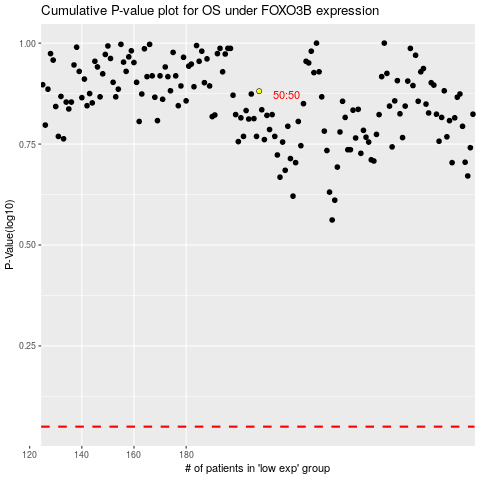 Cumulative P-value plot for OS under FOXO3B expression
P-Value(log10)
1.00
0.75
0.50
0.25
50:50
120 140 160 180
# of patients in 'low exp' group